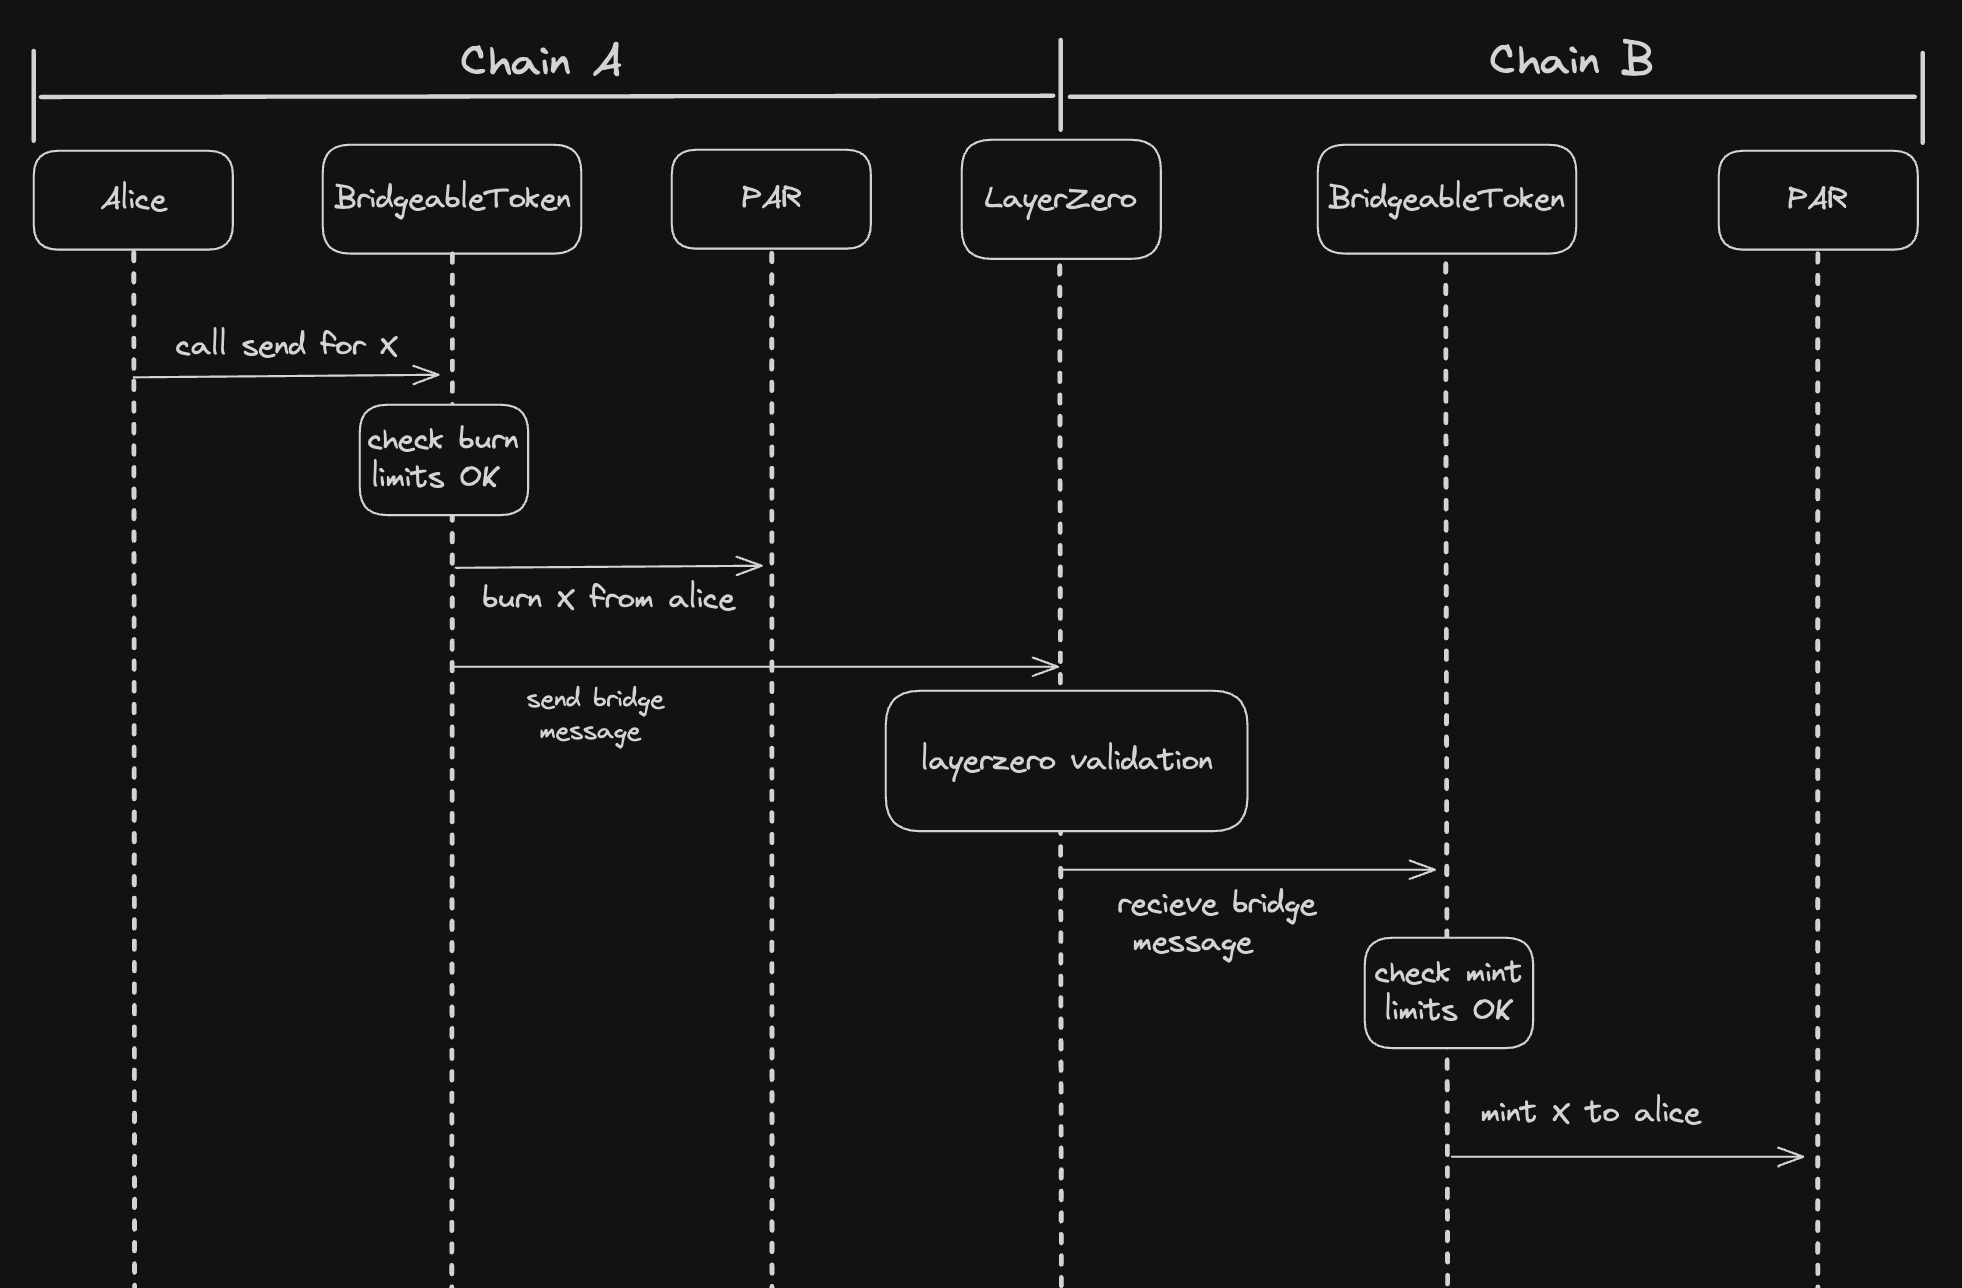 Chain A
Chain B
Alice
BridgeableToken
PAR
LayerZero
BridgeableToken
PAR
call send for X
check burn
limits OK
burn X from alice
send bridge
message
layerzero validation
recieve bridge
message
check mint
limits OK
mint X to alice